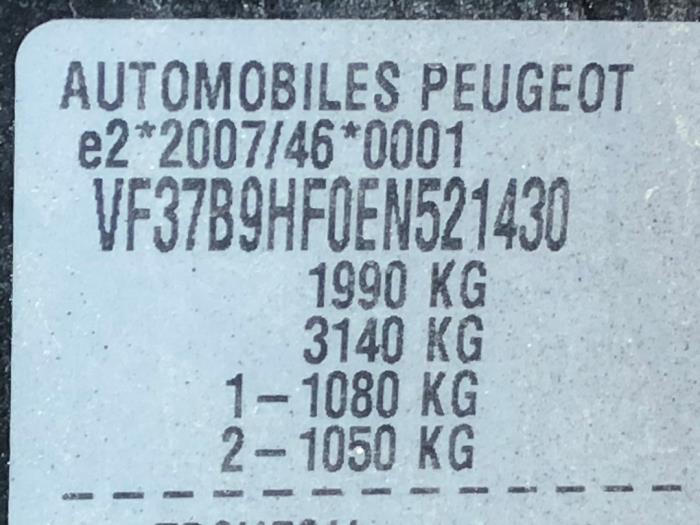 AUTOMOBILES PEUGEOT
e2*2007/46*0001
VF37B9HF0EN521430
1990 KG
3140 KG
1-1080 KG
2-1050 KG